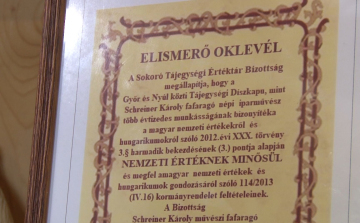 ELISMERŐ OKLEVÉL
A Sokoró Tájegységi Értéktár Bizottság
megállapítja, hogy a
Győr és Nyúl közti Tájegységi Díszkapu, mint
Schreiner Károly fafaragó népi iparművész
több évtizedes munkásságának bizonyítéka
a magyar nemzeti értékekről és
hungarikumokról szóló 2012.évi XXX. törvény
3.§ harmadik bekezdésének (3.) pontja alapján
NEMZETI ÉRTÉKNEK MINŐSÜL
és megfel amagyar nemzeti értékek és
hungarikumok gondozásáról szóló 114/2013
(IV.16) kormányrendelet feltételeinek.
A Bizottság
Schreiner Károly művészi fafaragó